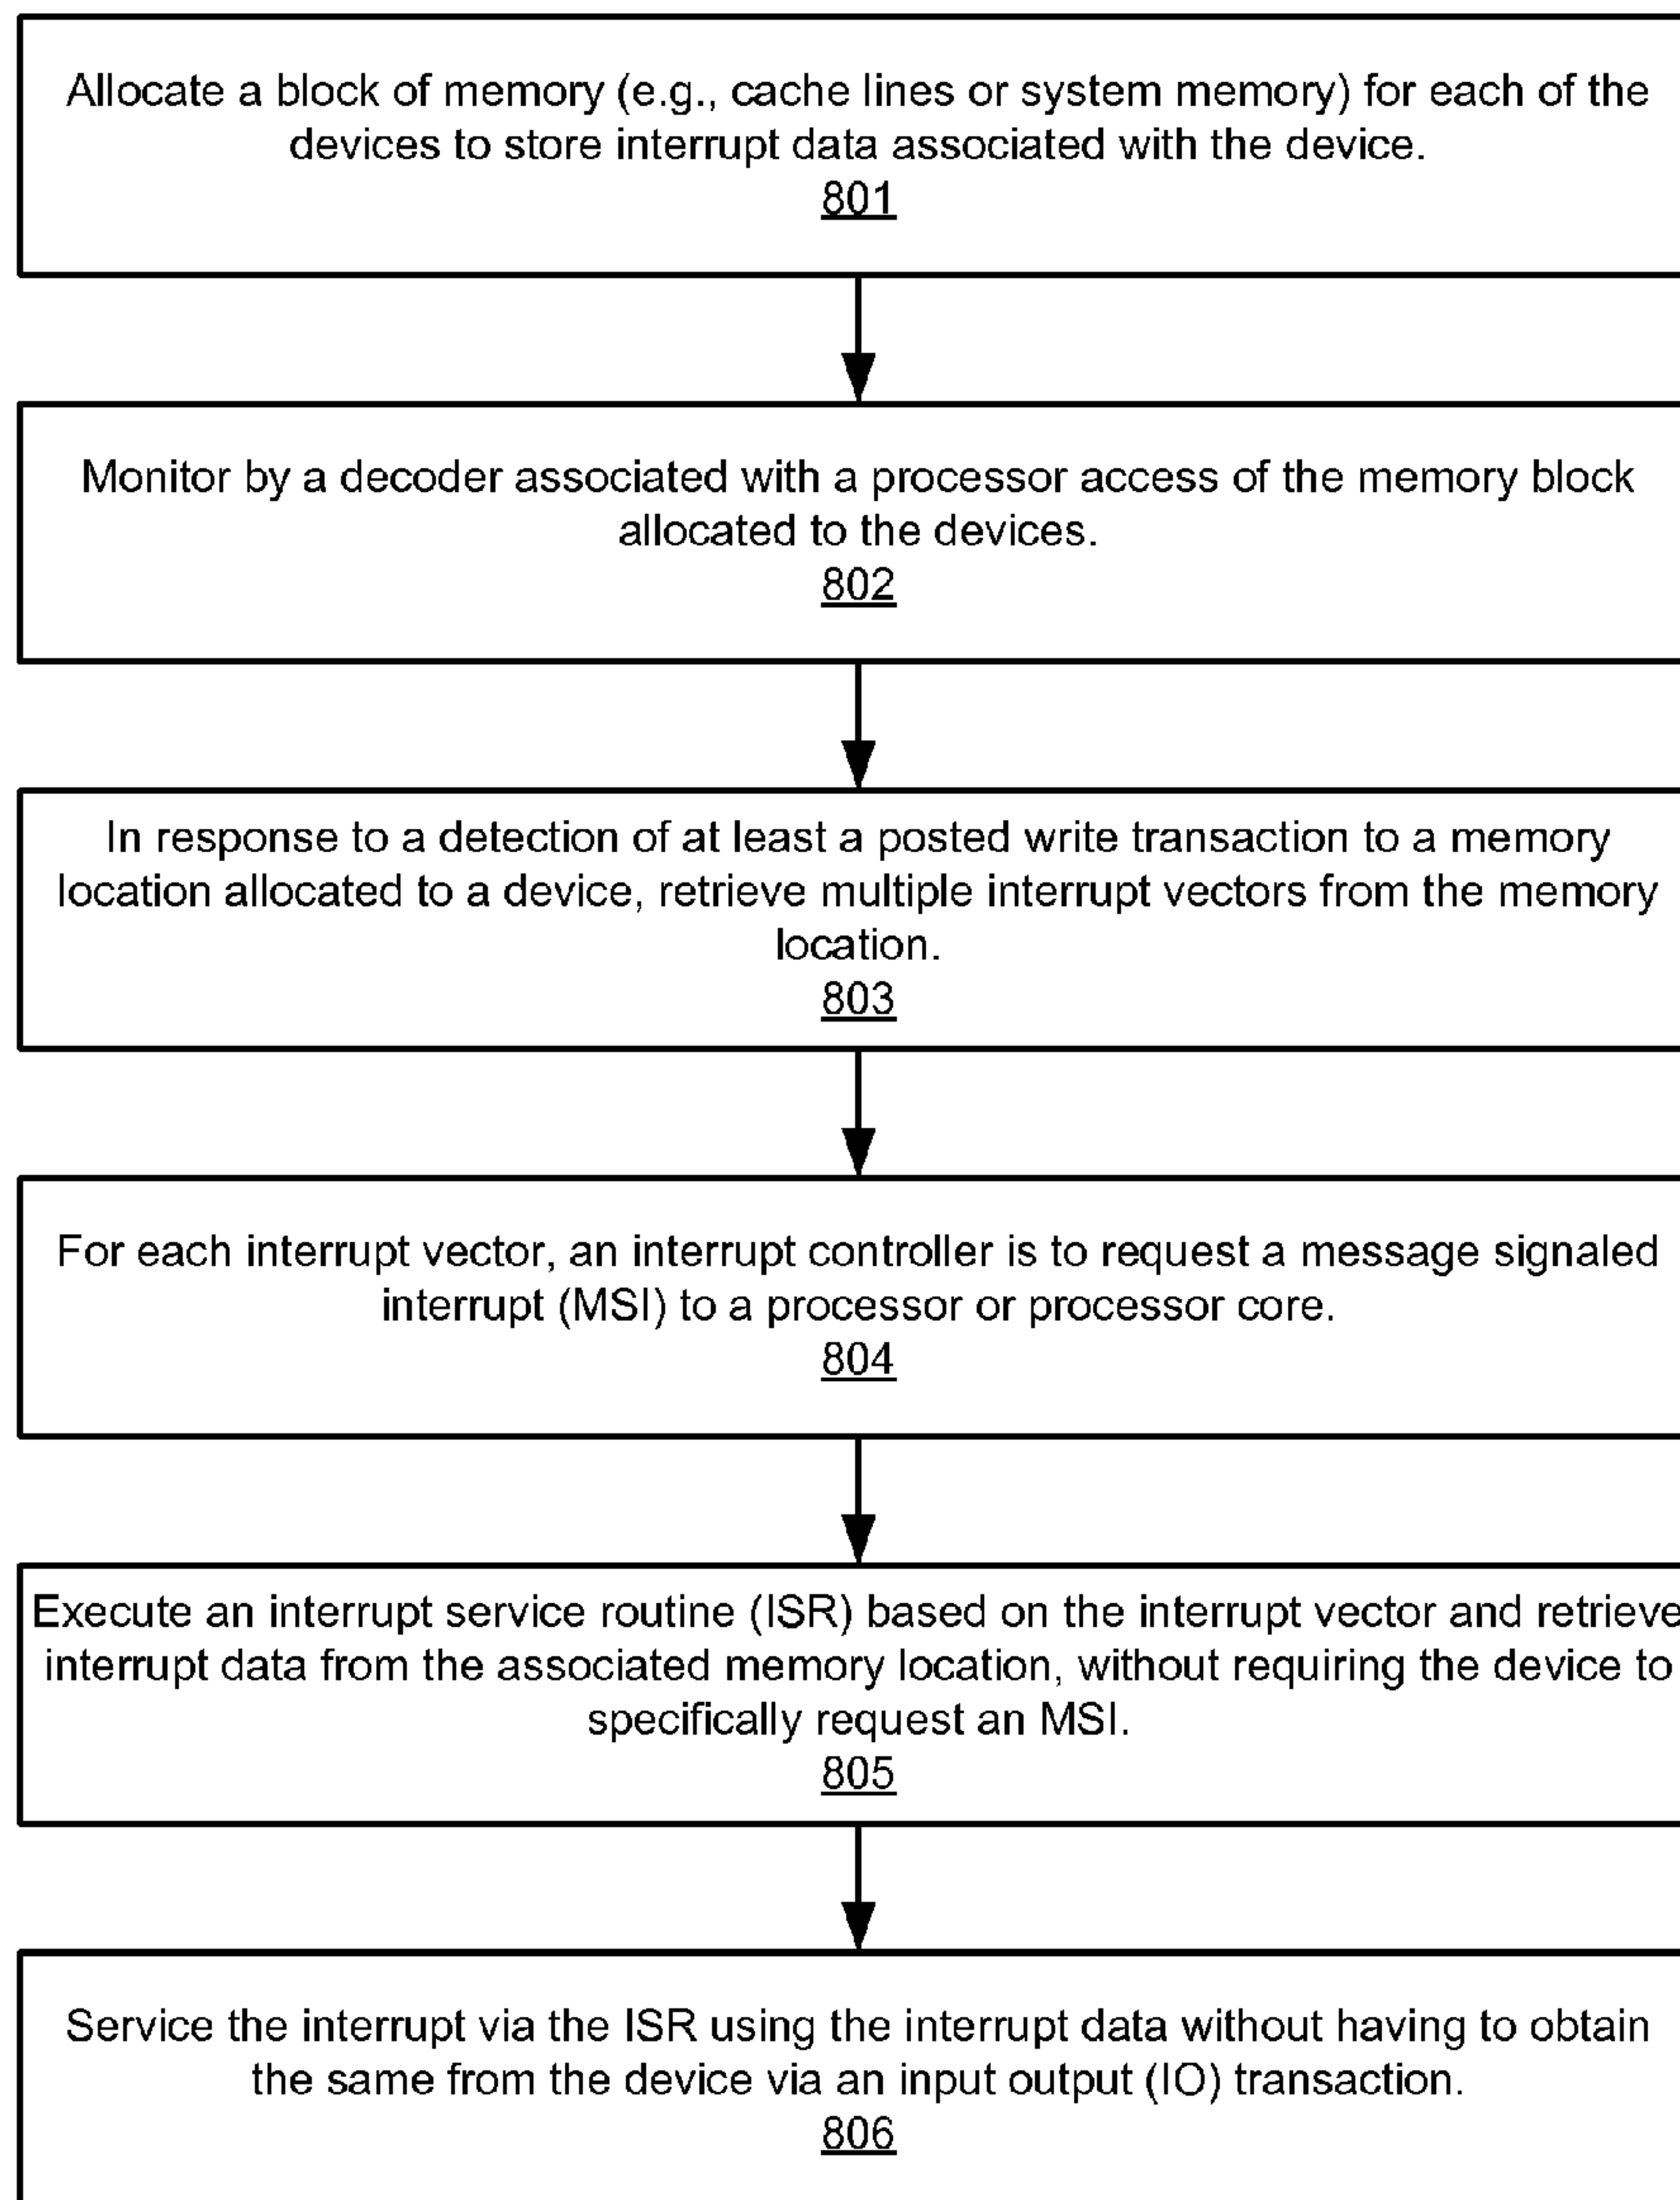 Allocate a block of memory (e.g., cache lines or system memory) for each of the
devices to store interrupt data associated with the device.
801
Monitor by a decoder associated with a processor access of the memory block
allocated to the devices.
802
In response to a detection of at least a posted write transaction to a memory
location allocated to a device, retrieve multiple interrupt vectors from the memory
location.
803
For each interrupt vector, an interrupt controller is to request a message signaled
interrupt (MSI) to a processor or processor core.
804
Execute an interrupt service routine (ISR) based on the interrupt vector and retrieve
interrupt data from the associated memory location, without requiring the device to
specifically request an MSI.
805
Service the interrupt via the ISR using the interrupt data without having to obtain
the same from the device via an input output (IO) transaction.
806